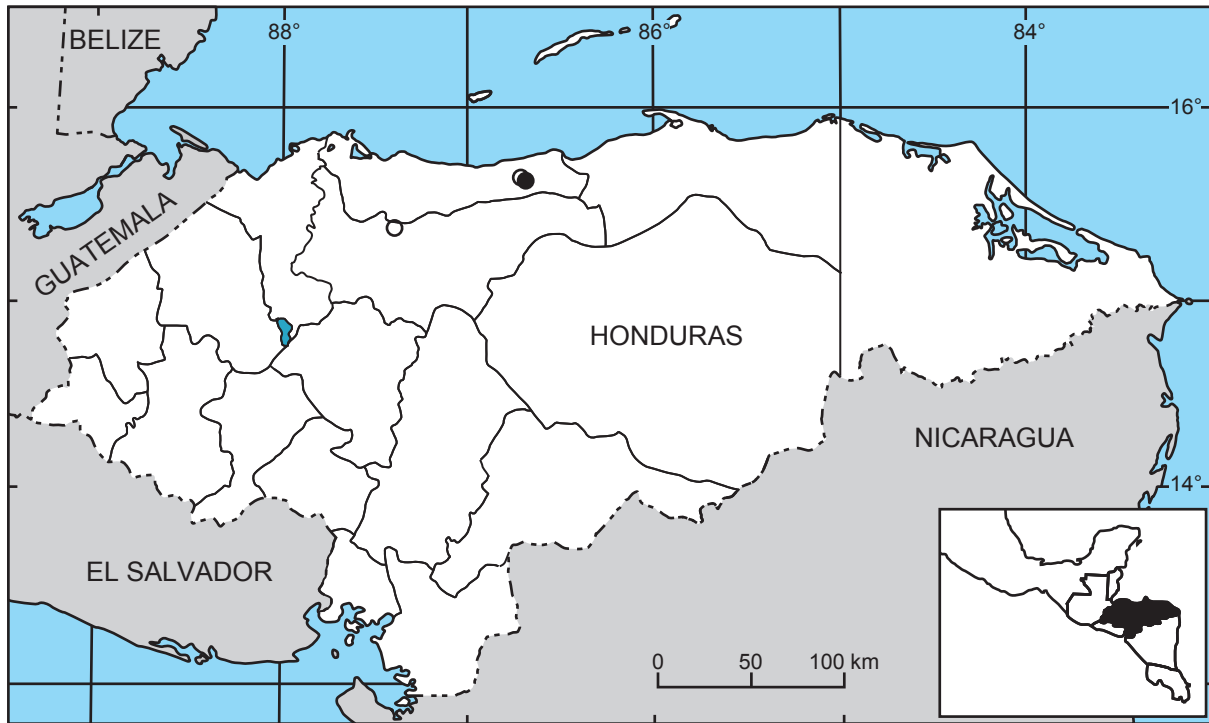 BELIZE
88°
86°
84°
16°
GUATEMALA
HONDURAS
NICARAGUA
14°
EL SALVADOR
0 50 100 km